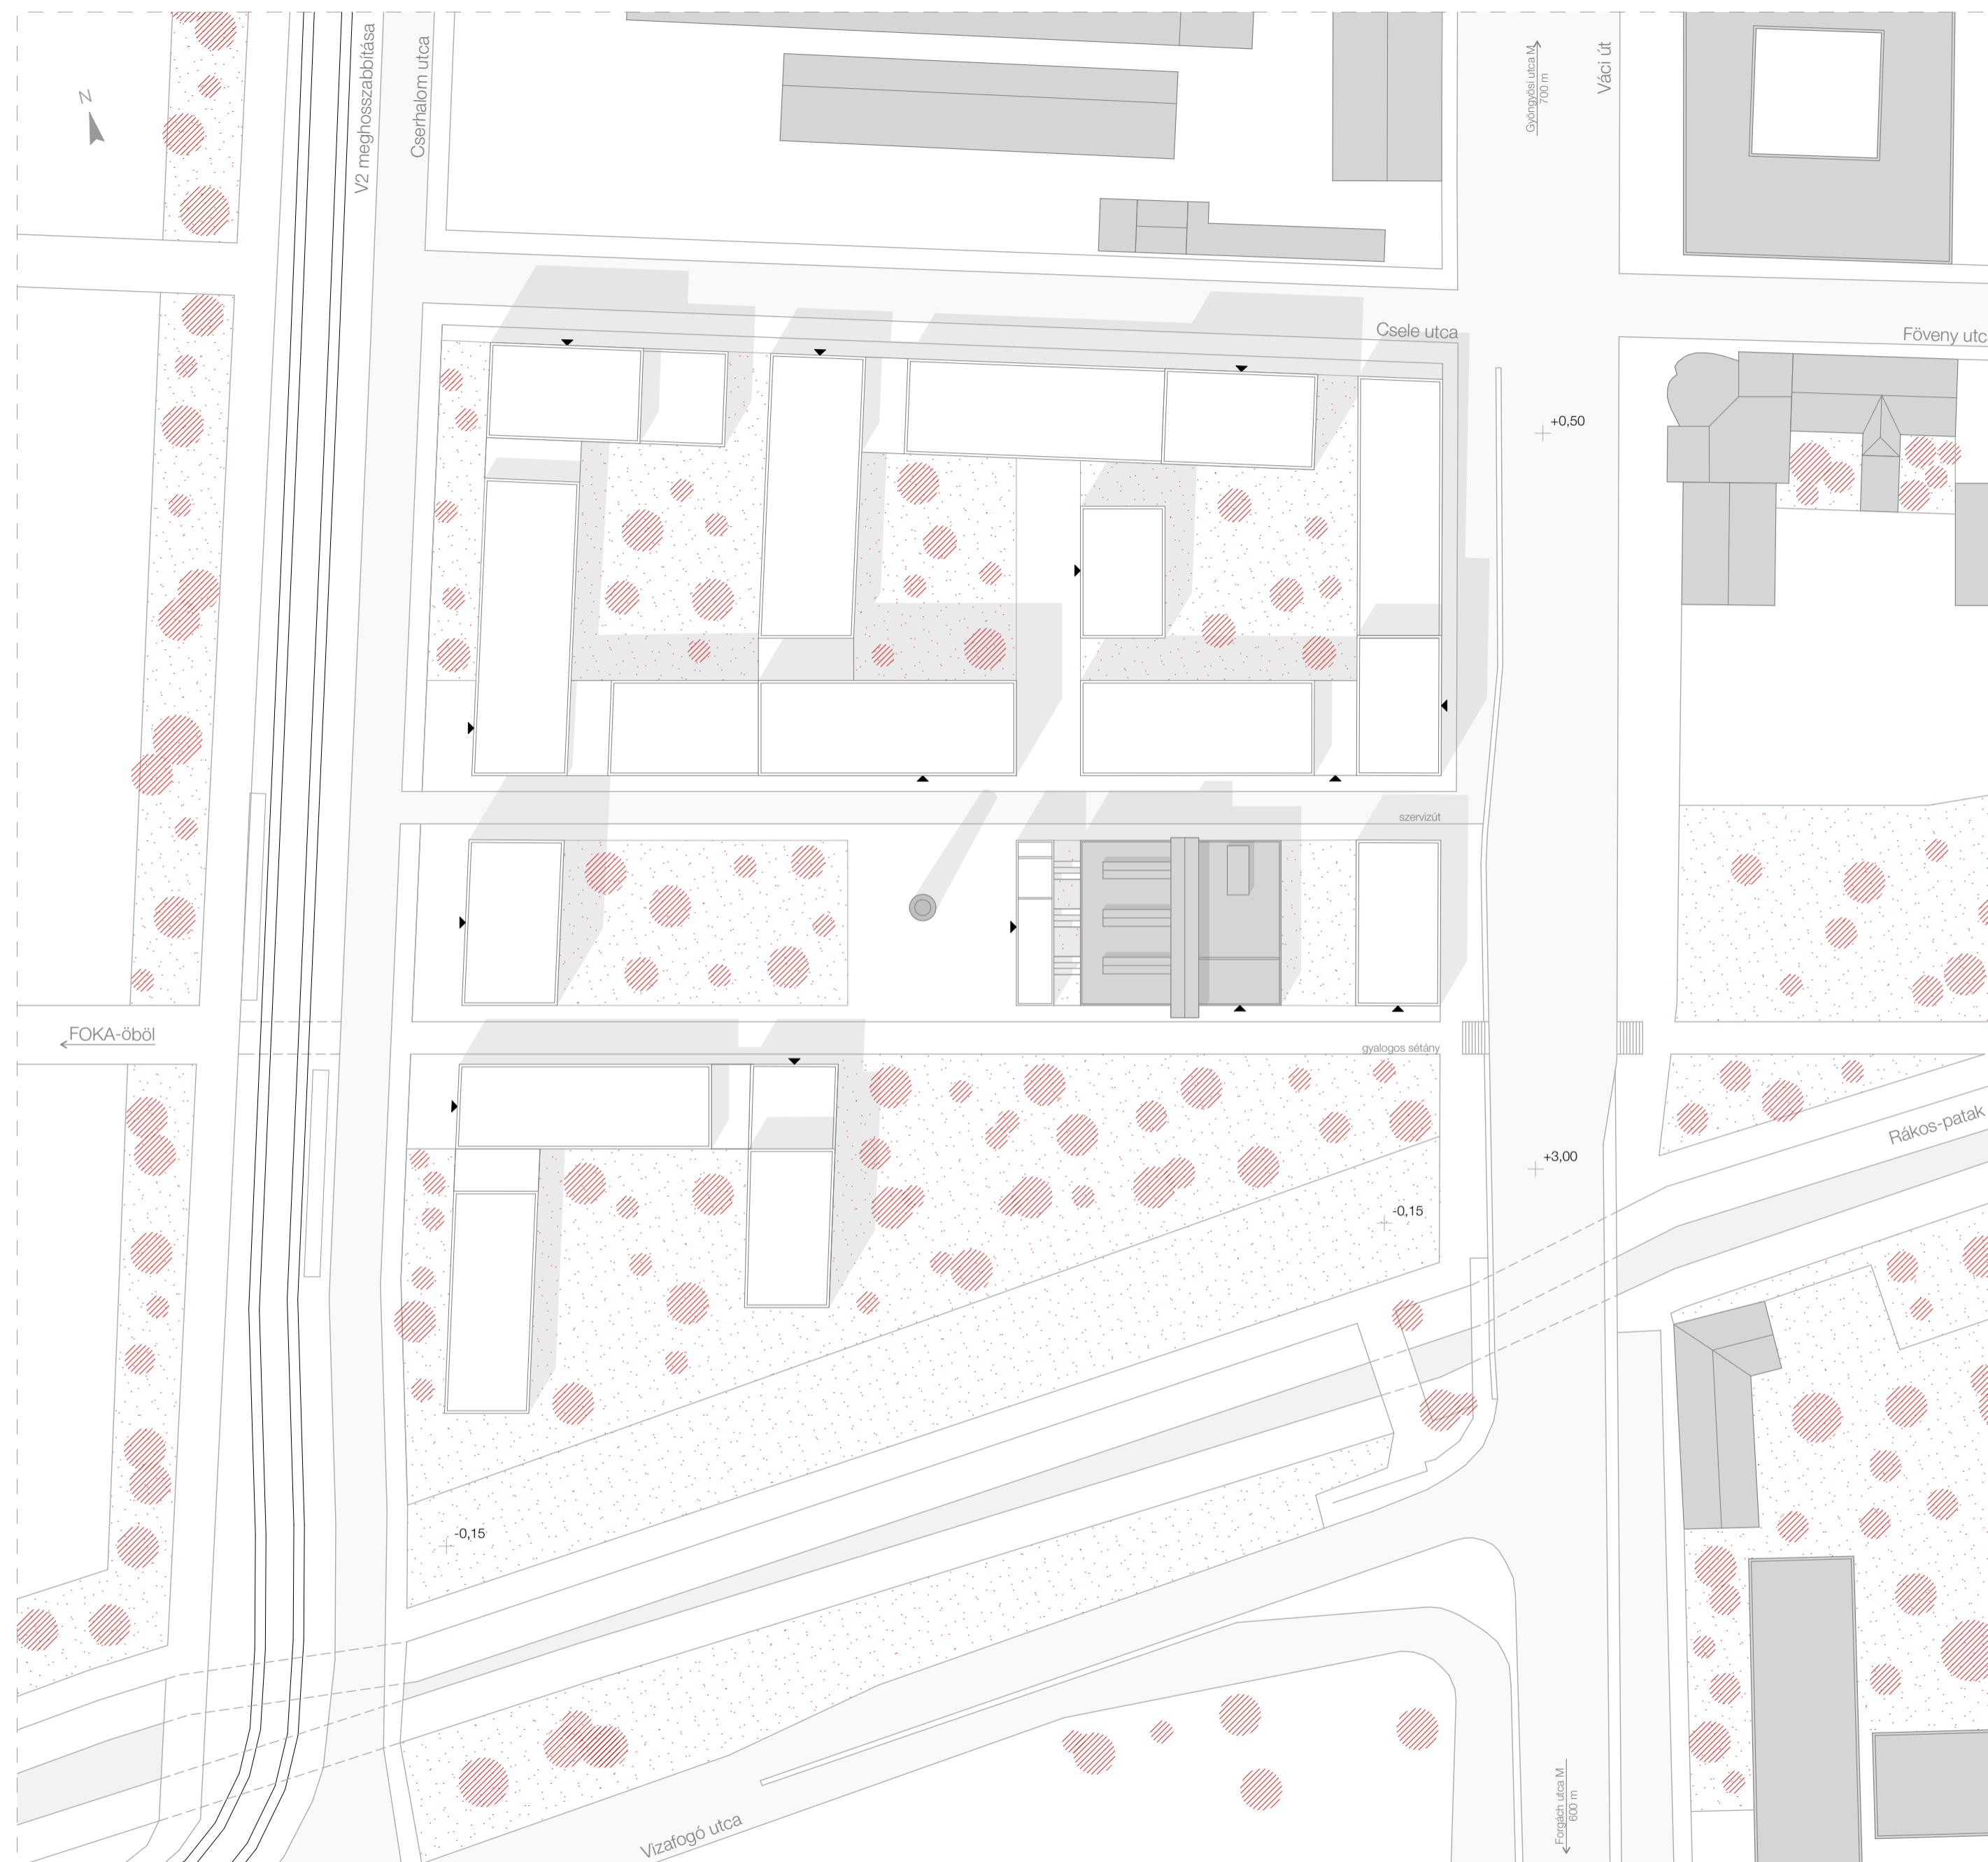 N
V2 meghosszabbítása
Cserhalom utca
Gyöngyösi utca M
700 m
Váci út
Csele utca
Föveny utc
+0,50
szervizút
FOKA-öböl
gyalogos sétány
Rákos-patak
+3,00
-0,15
-0,15
Vizafogó utca
Forgách utca M
600 m